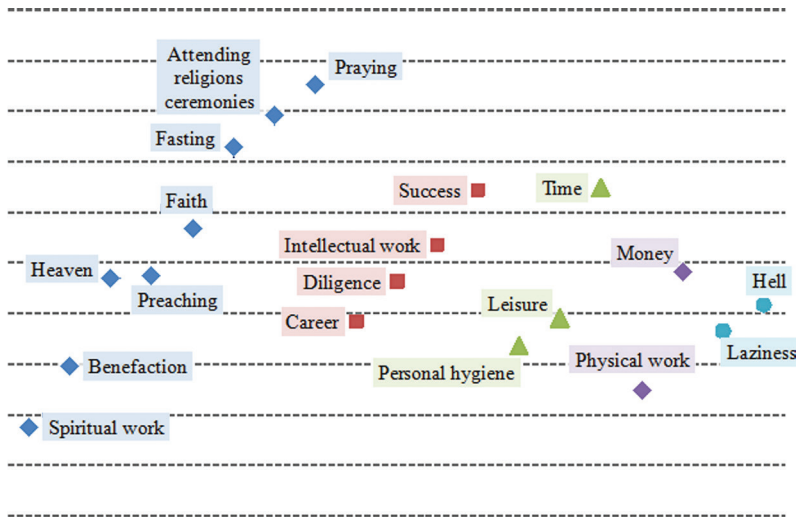 Attending
religions
ceremonies
Praying
Fasting
Success
Time
Faith
Intellectual work
Money
Heaven
Preaching
Diligence
Hell
Leisure
Career
Laziness
Physical work
Benefaction
Personal hygiene
Spiritual work